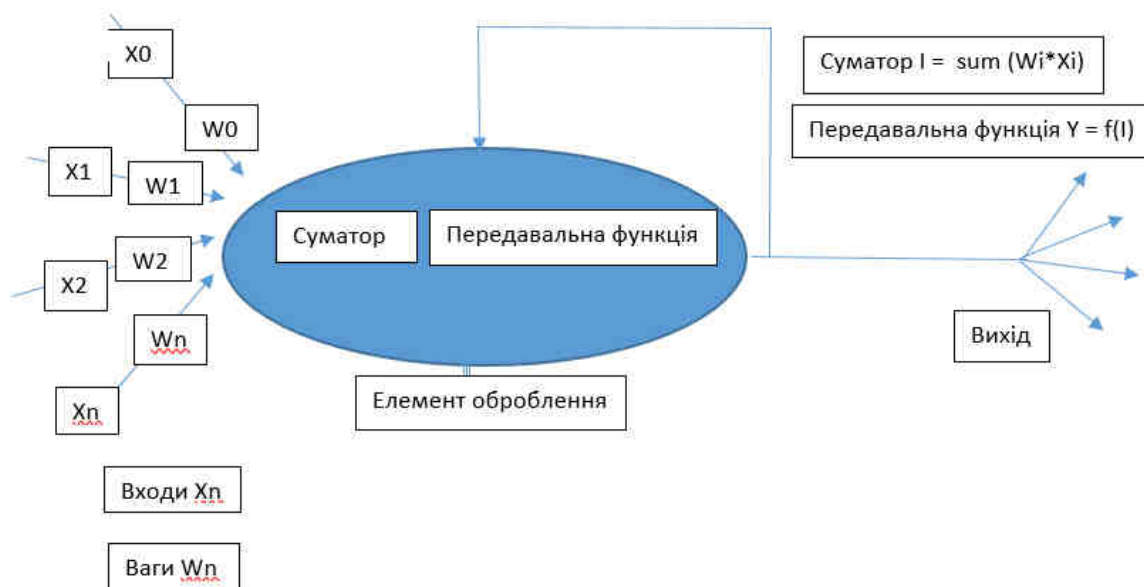 X0
Суматор I = sum (Wi*Xi)
W0
Передавальна функція Y = f(I)
X1
W1
Суматор
Передавальна функція
W2
X2
Wn
Вихід
Елемент оброблення
Xn
Входи Xn
Ваги Wn